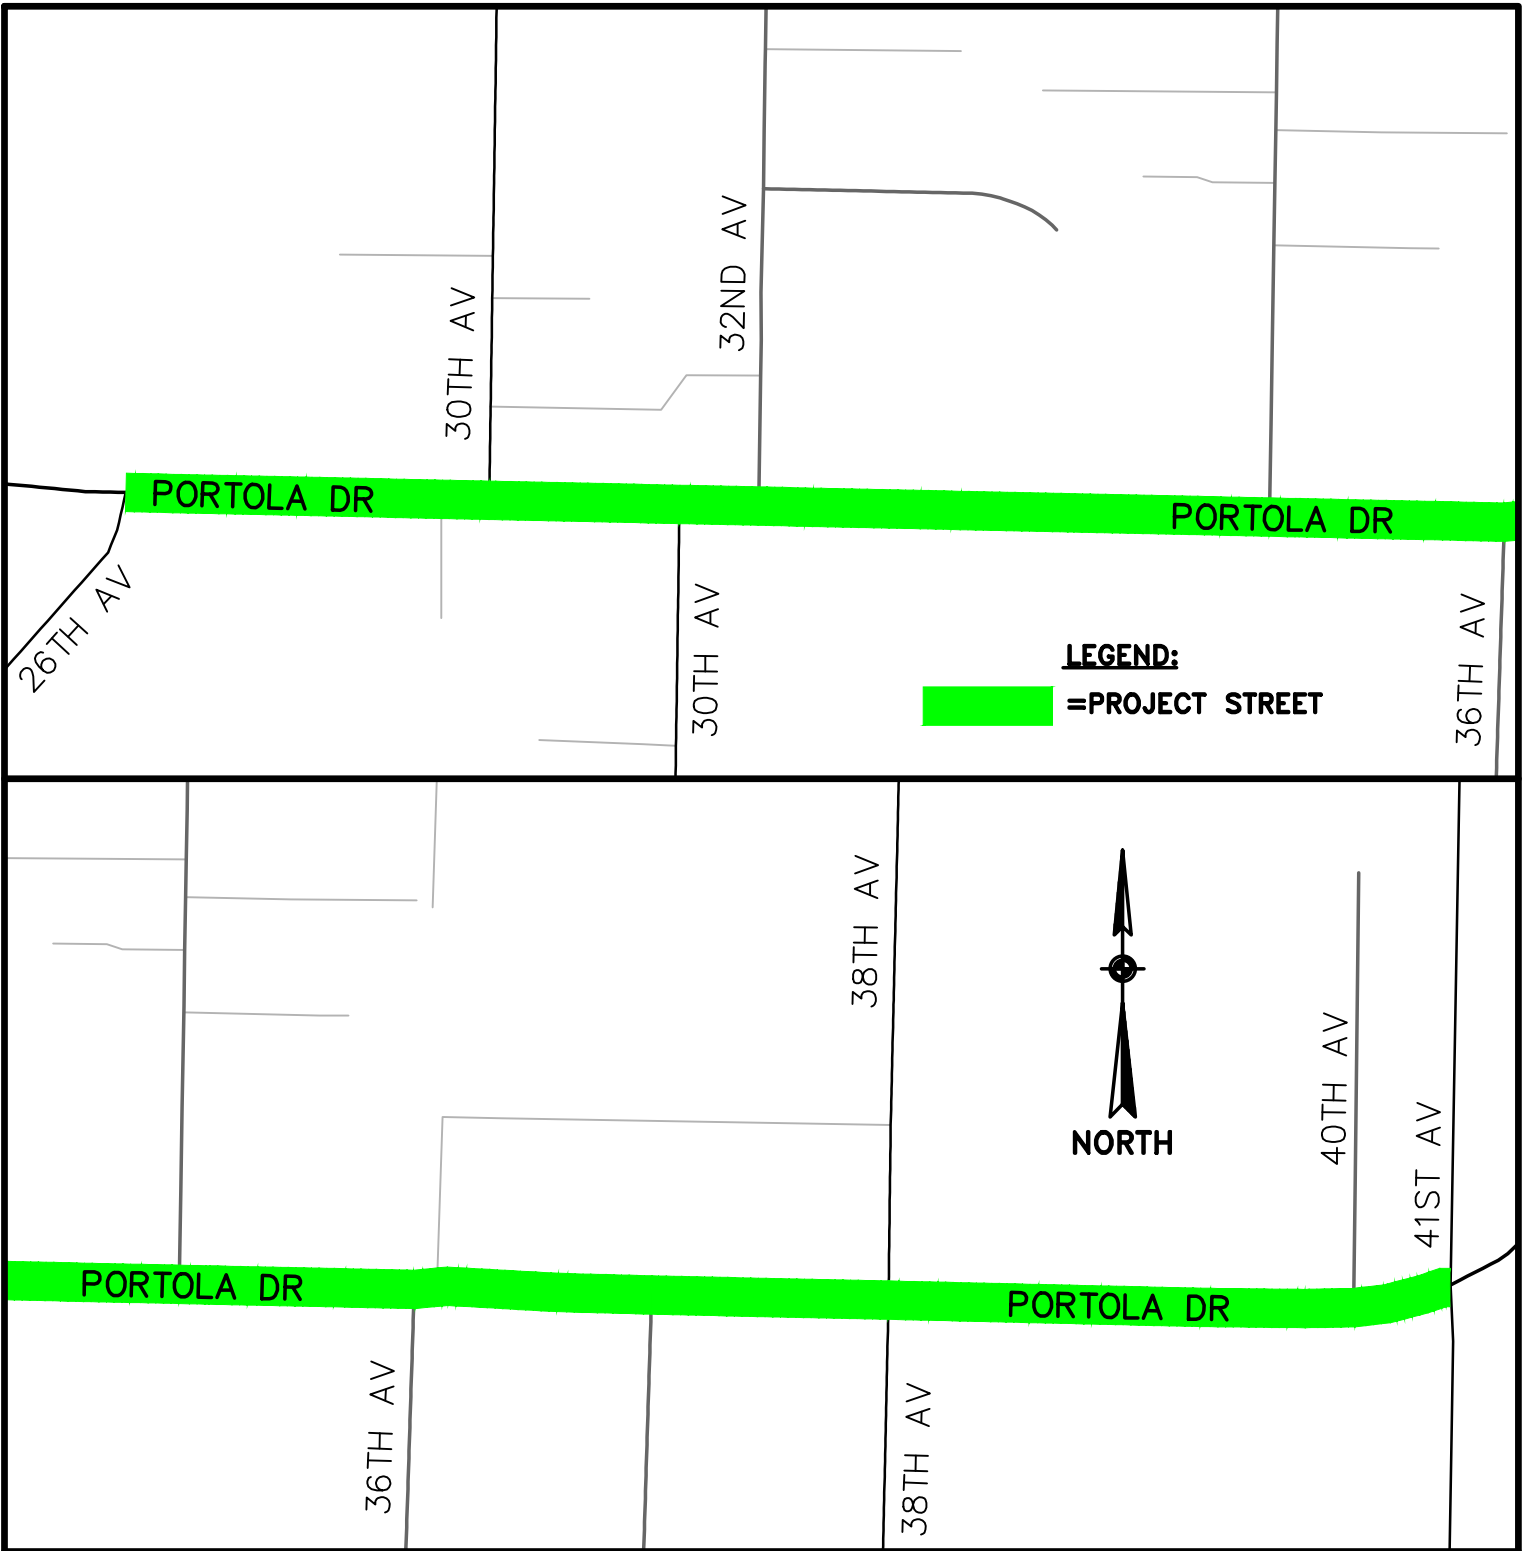 32ND AV
30TH AV
PORTOLA DR
PORTOLA DR
26TH AV
30TH AV
36TH AV
LEGEND:
=PROJECT STREET
38TH AV
40TH AV
41ST AV
NORTH
PORTOLA DR
PORTOLA DR
36TH AV
38TH AV